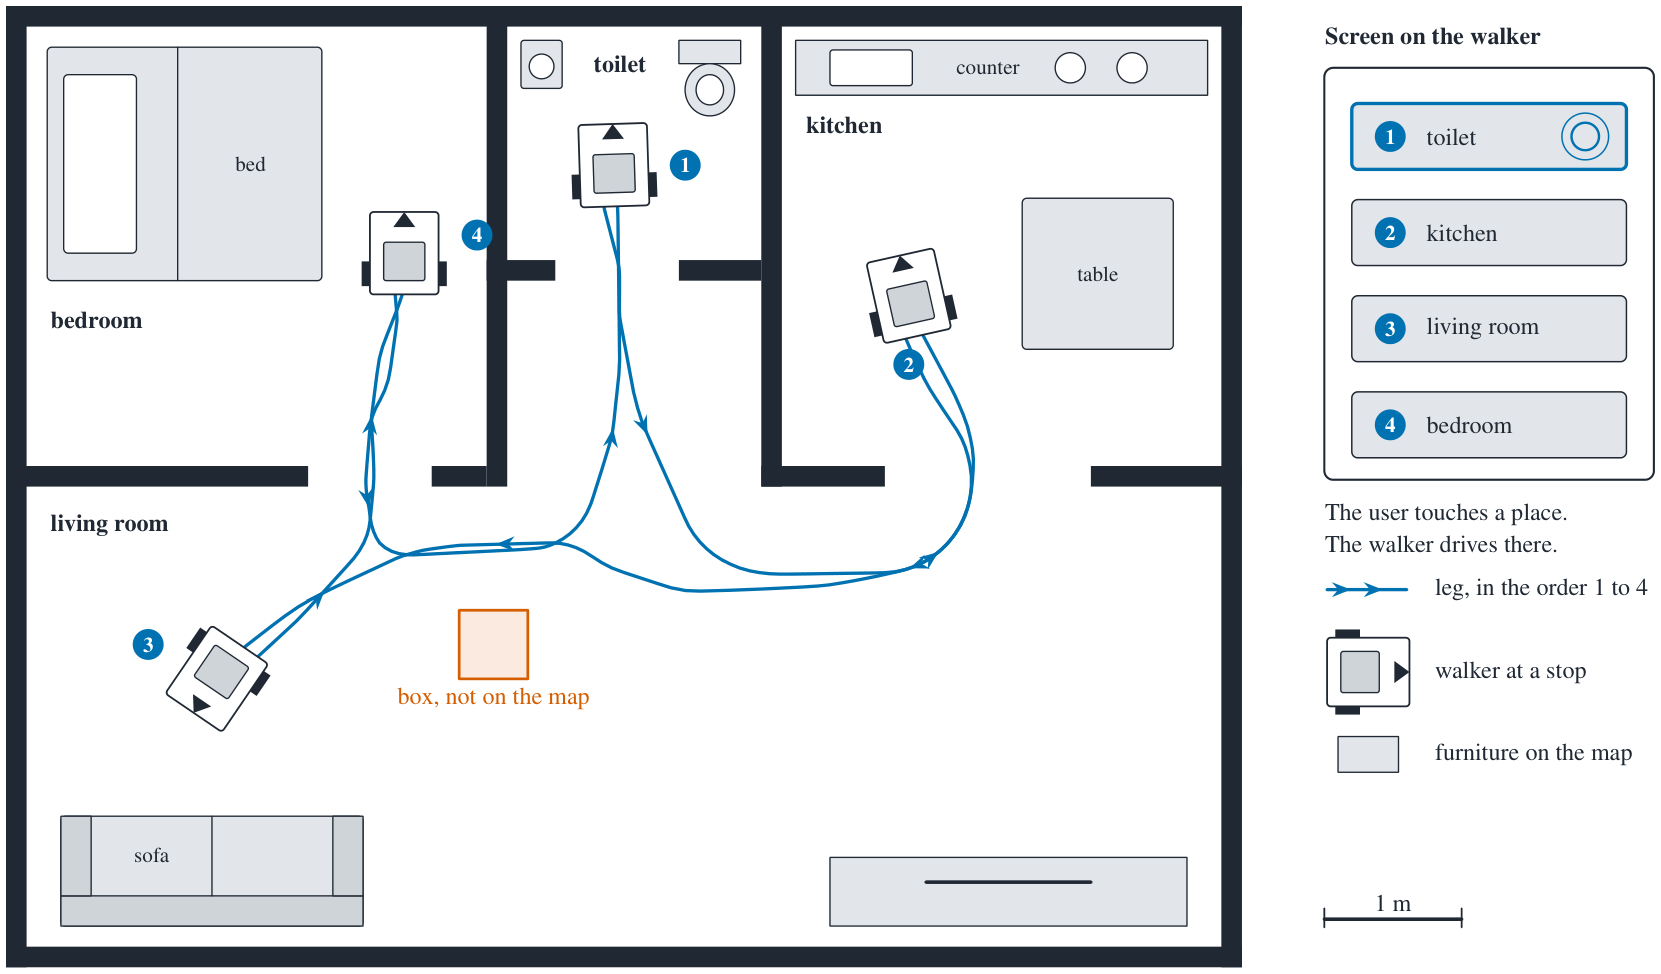 toilet
counter
kitchen
bed
1
4
table
bedroom
2
living room
3
box, not on the map
sofa
Screen on the walker
1 toilet
2 kitchen
3 living room
4 bedroom
The user touches a place.
The walker drives there.
leg, in the order 1 to 4
walker at a stop
furniture on the map
1 m